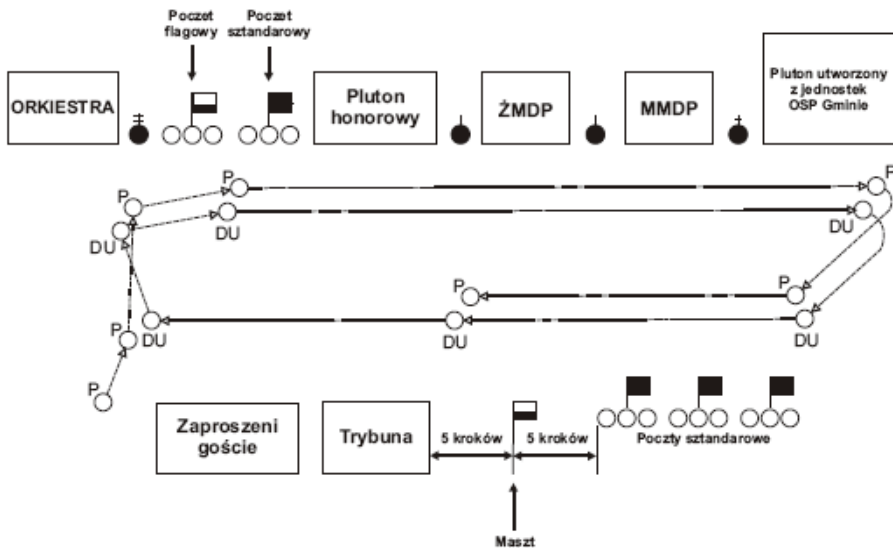 Poczet
flagowy
Poczet
sztandarowy
ORKIESTRA
Pluton
honorowy
ŻMDP
MMDP
Pluton utworzony
z jednostek
OSP Gminie
P
P
P
DU
DU
DU
P
P
P
DU
DU
DU
P
Zaproszeni
goście
Trybuna
5 kroków
5 kroków
Poczty sztandarowe
Maszt